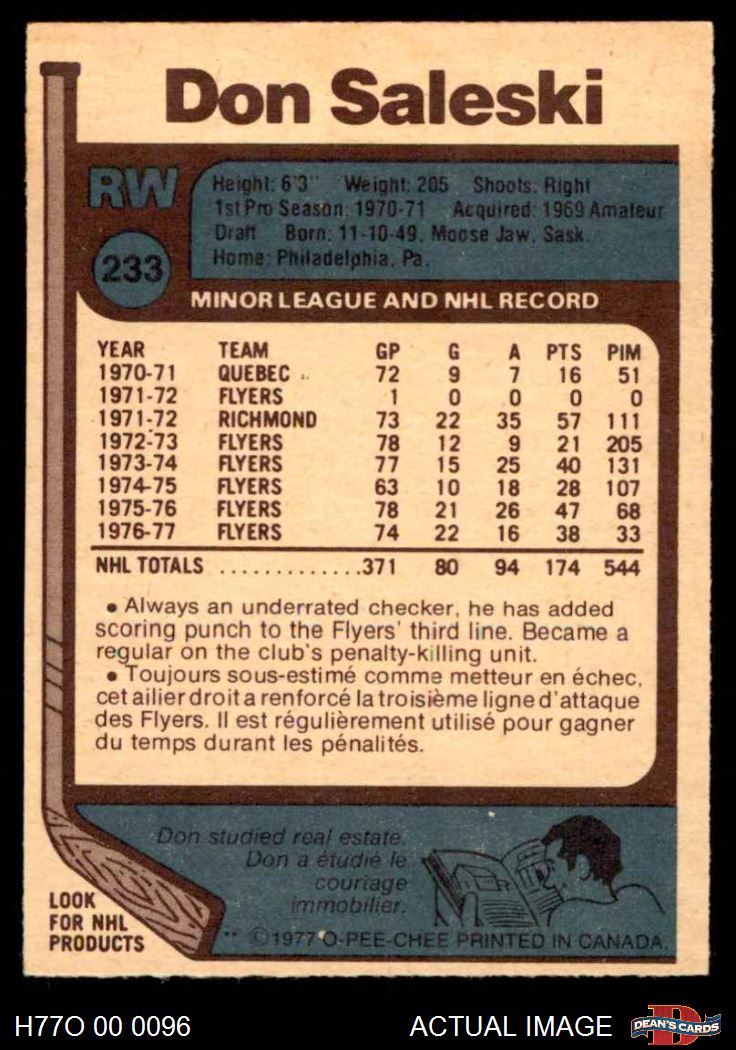 Don Saleski
RW
Height: 6'3" Weight: 205 Shoots: Right
1st Pro Season: 1970-71 Acquired: 1969 Amateur
Draft Born: 11-10-49, Moose Jaw, Sask.
Home: Philadelphia, Pa.
233
MINOR LEAGUE AND NHL RECORD
YEAR TEAM GP G A PTS PIM
1970-71 QUEBEC 72 9 7 16 51
1971-72 FLYERS 1 0 0 0 0
1971-72 RICHMOND 73 22 35 57 111
1972-73 FLYERS 78 12 9 21 205
1973-74 FLYERS 77 15 25 40 131
1974-75 FLYERS 63 10 18 28 107
1975-76 FLYERS 78 21 26 47 68
1976-77 FLYERS 74 22 16 38 33
NHL TOTALS .............371 80 94 174 544
• Always an underrated checker, he has added
scoring punch to the Flyers' third line. Became a
regular on the club's penalty-killing unit.
• Toujours sous-estimé comme metteur en échec,
cet ailier droit a renforcé la troisième ligne d'attaque
des Flyers. Il est régulièrement utilisé pour gagner
du temps durant les pénalités.
Don studied real estate.
Don a étudié le
courtage
immobilier.
LOOK
FOR NHL
PRODUCTS
** ©1977 O-PEE-CHEE PRINTED IN CANADA.
H77O 00 0096 ACTUAL IMAGE
DEAN'S CARDS